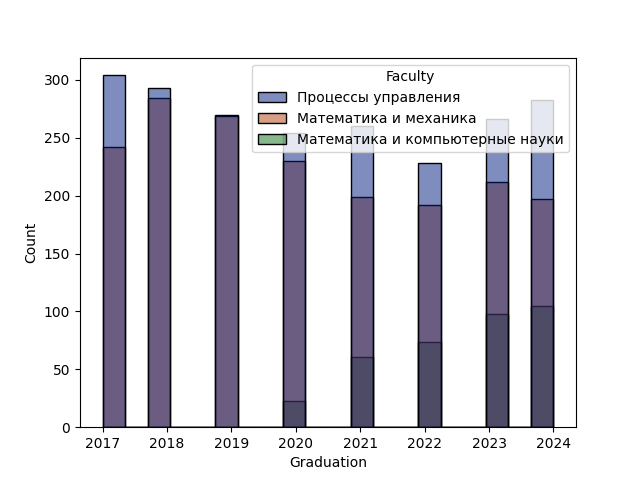 Faculty
Процессы управления
Математика и механика
Математика и компьютерные науки
300
250
200
150
100
50
0
Count
2017 2018 2019 2020 2021 2022 2023 2024
Graduation